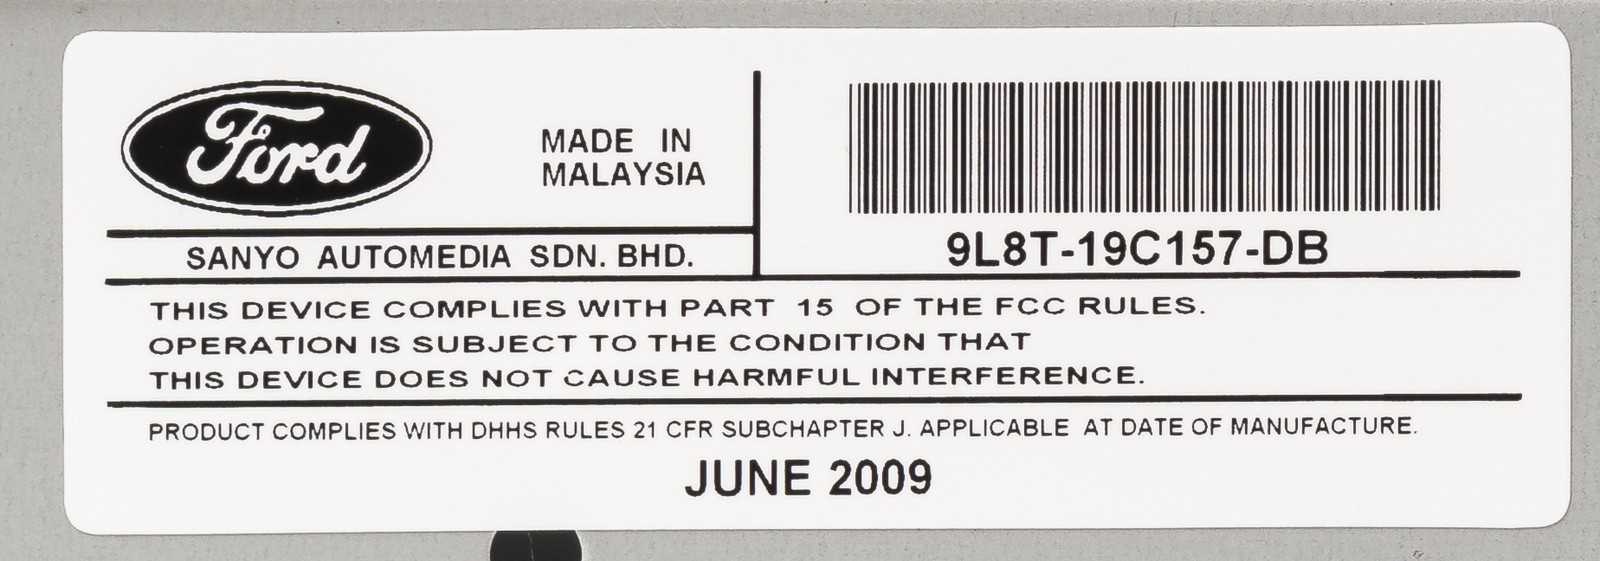 Ford
MADE IN
MALAYSIA
SANYO AUTOMEDIA SDN. BHD.
9L8T-19C157-DB
THIS DEVICE COMPLIES WITH PART 15 OF THE FCC RULES.
OPERATION IS SUBJECT TO THE CONDITION THAT
THIS DEVICE DOES NOT CAUSE HARMFUL INTERFERENCE.
PRODUCT COMPLIES WITH DHHS RULES 21 CFR SUBCHAPTER J. APPLICABLE AT DATE OF MANUFACTURE.
JUNE 2009